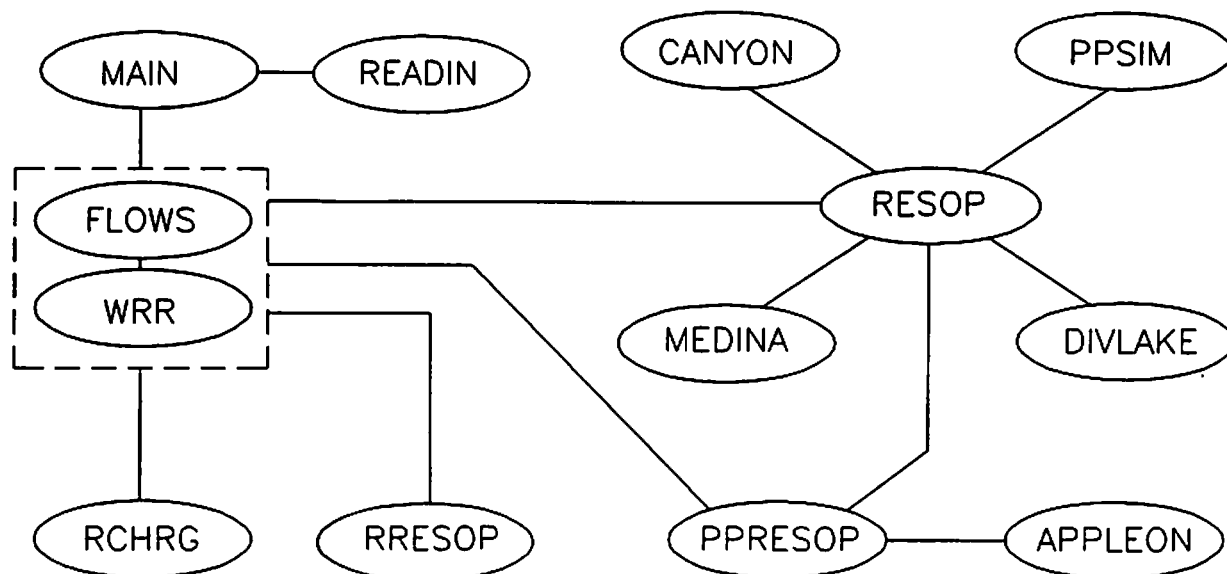 MAIN
READIN
CANYON
PPSIM
FLOWS
RESOP
WRR
MEDINA
DIVLAKE
RCHRG
RRESOP
PPRESOP
APPLEON